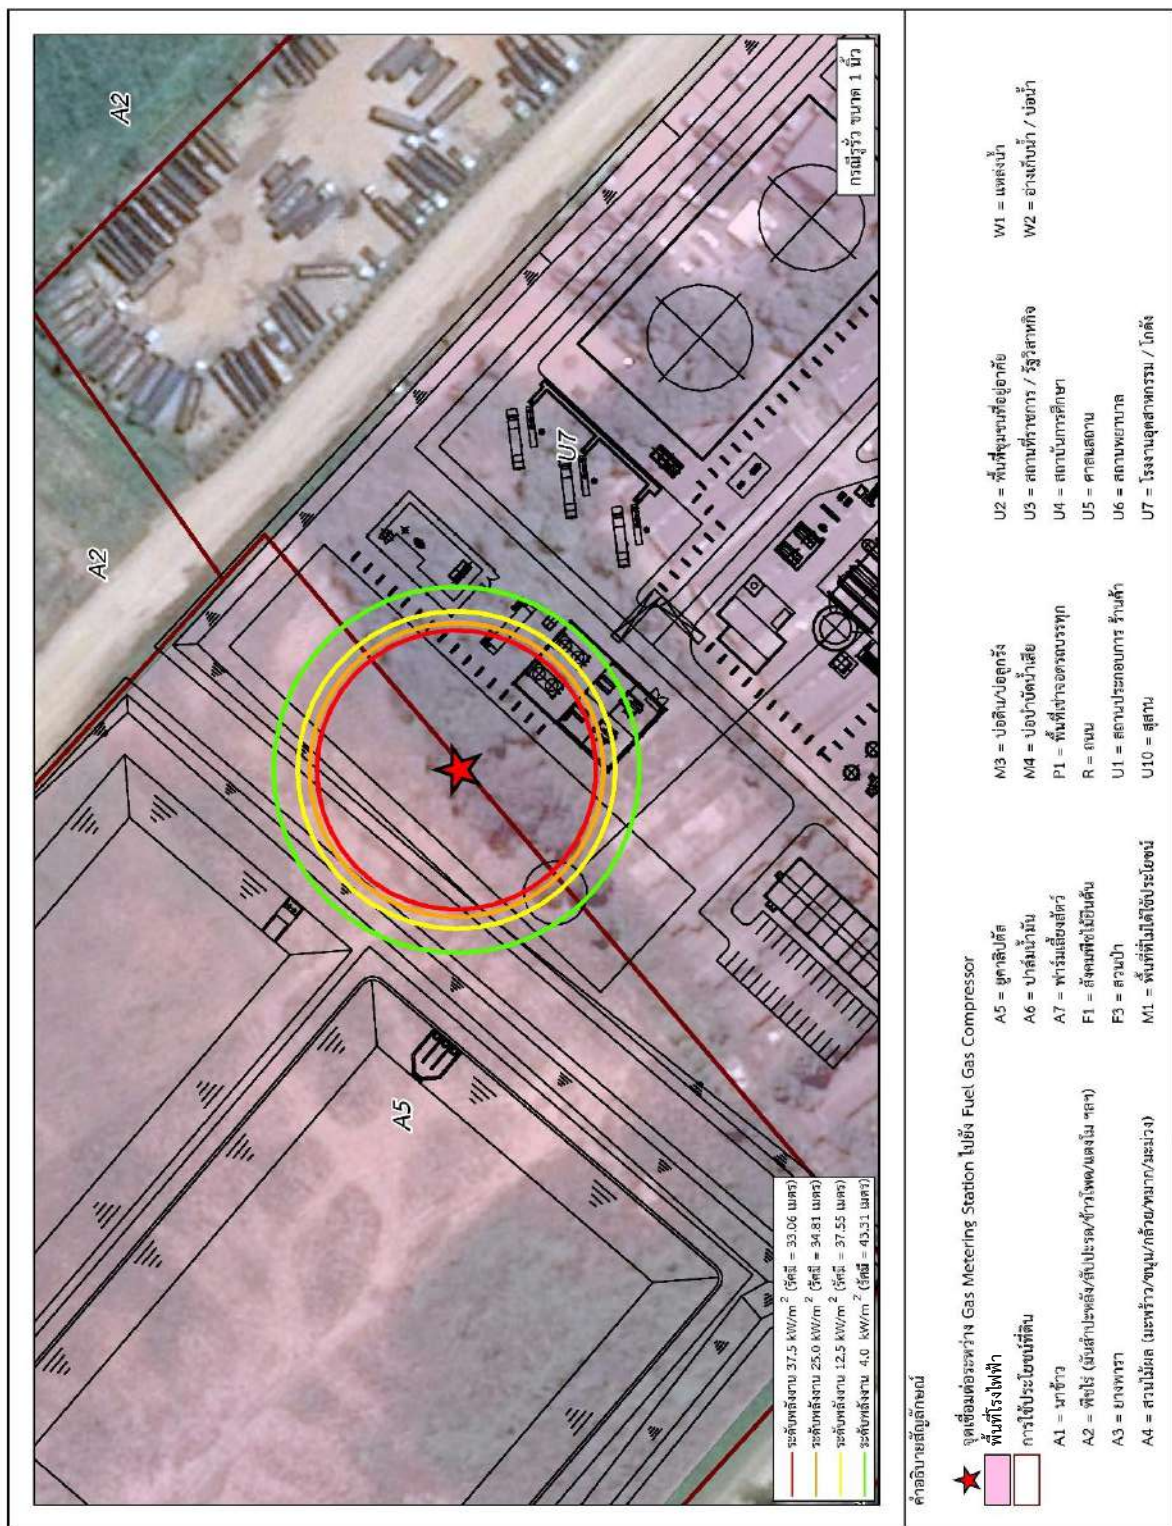 A2
A2
U7
A5
กรณีรูรั่ว ขนาด 1 นิ้ว
ระดับพลังงาน 37.5 kW/m 2 (รัศมี = 33.06 เมตร)
ระดับพลังงาน 25.0 kW/m 2 (รัศมี = 34.81 เมตร)
ระดับพลังงาน 12.5 kW/m 2 (รัศมี = 37.55 เมตร)
ระดับพลังงาน 4.0 kW/m 2 (รัศมี = 43.31 เมตร)
คำอธิบายสัญลักษณ์
จุดเชื่อมต่อระหว่าง Gas Metering Station ไปยัง Fuel Gas Compressor
พื้นที่โรงไฟฟ้า
การใช้ประโยชน์ที่ดิน
A1 = นาข้าว
A2 = พืชไร่ (มันสำปะหลัง/สับปะรด/ข้าวโพด/แตงโม ฯลฯ)
A3 = ยางพารา
A4 = สวนไม้ผล (มะพร้าว/ขนุน/กล้วย/หมาก/มะม่วง)
A5 = ยูคาลิปตัส
A6 = ปาล์มน้ำมัน
A7 = ฟาร์มเลี้ยงสัตว์
F1 = สังคมพืชไม้ยืนต้น
F3 = สวนป่า
M1 = พื้นที่ที่ไม่ได้ใช้ประโยชน์
M3 = บ่อดิน/บ่อลูกรัง
M4 = บ่อบำบัดน้ำเสีย
P1 = พื้นที่เช่าจอดรถบรรทุก
R = ถนน
U1 = สถานประกอบการ ร้านค้า
U10 = สุสาน
U2 = พื้นที่ชุมชนที่อยู่อาศัย
U3 = สถานที่ราชการ / รัฐวิสาหกิจ
U4 = สถาบันการศึกษา
U5 = ศาสนสถาน
U6 = สถานพยาบาล
U7 = โรงงานอุตสาหกรรม / โกดัง
W1 = แหล่งน้ำ
W2 = อ่างเก็บน้ำ / บ่อน้ำ